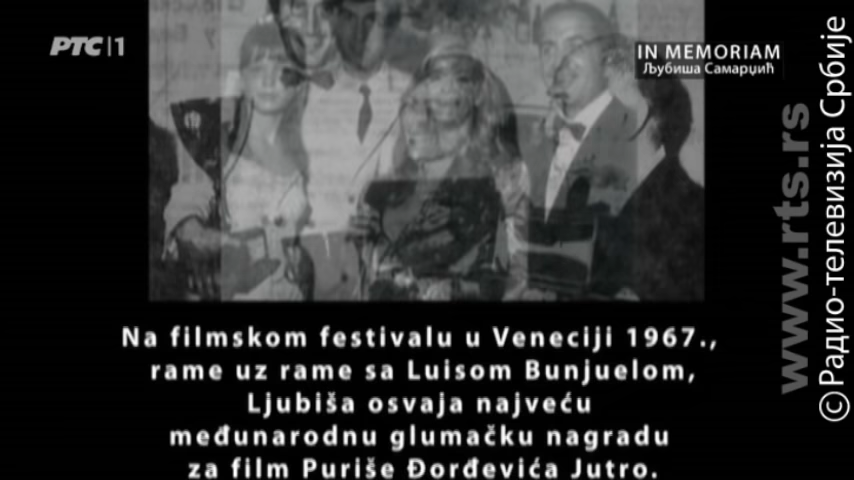 РТС|1
IN MEMORIAM
Љубиша Самарџић
www.rts.rs
© Радио-телевизија Србије
Na filmskom festivalu u Veneciji 1967.,
rame uz rame sa Luisom Bunjuelom,
Ljubiša osvaja najveću
međunarodnu glumačku nagradu
za film Puriše Đorđevića Jutro.